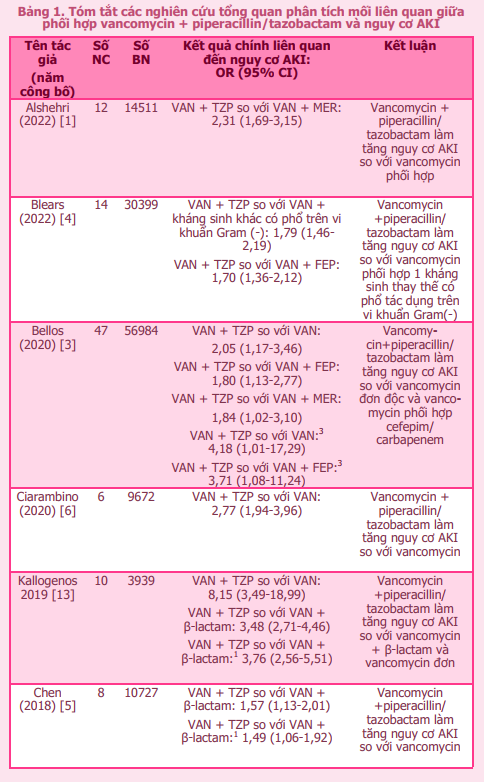 Bảng 1. Tóm tắt các nghiên cứu tổng quan phân tích mối liên quan giữa
phối hợp vancomycin + piperacillin/tazobactam và nguy cơ AKI
Tên tác
giả
(năm
công bố)
Số
NC
Số
BN
Kết quả chính liên quan
đến nguy cơ AKI:
OR (95% CI)
Kết luận
Alshehri
(2022) [1]
12
14511
VAN + TZP so với VAN + MER:
2,31 (1,69-3,15)
Vancomycin +
piperacillin/
tazobactam làm
tăng nguy cơ AKI
so với vancomycin
phối hợp
Blears
(2022) [4]
14
30399
VAN + TZP so với VAN +
kháng sinh khác có phổ trên vi
khuẩn Gram (-): 1,79 (1,46-
2,19)
VAN + TZP so với VAN + FEP:
1,70 (1,36-2,12)
Vancomycin
+piperacillin/
tazobactam làm
tăng nguy cơ AKI
so với vancomycin
phối hợp 1 kháng
sinh thay thế có
phổ tác dụng trên
vi khuẩn Gram(-)
Bellos
(2020) [3]
47
56984
VAN + TZP so với VAN:
2,05 (1,17-3,46)
VAN + TZP so với VAN + FEP:
1,80 (1,13-2,77)
VAN + TZP so với VAN + MER:
1,84 (1,02-3,10)
VAN + TZP so với VAN:³
4,18 (1,01-17,29)
VAN + TZP so với VAN + FEP:³
3,71 (1,08-11,24)
Vancomy-
cin+piperacillin/
tazobactam làm
tăng nguy cơ AKI
so với vancomycin
đơn độc và vanco-
mycin phối hợp
cefepim/
carbapenem
Ciarambino
(2020) [6]
6
9672
VAN + TZP so với VAN:
2,77 (1,94-3,96)
Vancomycin +
piperacillin/
tazobactam làm
tăng nguy cơ AKI
so với vancomycin
Kallogenos
2019 [13]
10
3939
VAN + TZP so với VAN:
8,15 (3,49-18,99)
VAN + TZP so với VAN +
β-lactam: 3,48 (2,71-4,46)
VAN + TZP so với VAN +
β-lactam:¹ 3,76 (2,56-5,51)
Vancomycin
+piperacillin/
tazobactam làm
tăng nguy cơ AKI
so với vancomycin
+ β-lactam và
vancomycin đơn
Chen
(2018) [5]
8
10727
VAN + TZP so với VAN +
β-lactam: 1,57 (1,13-2,01)
VAN + TZP so với VAN +
β-lactam:¹ 1,49 (1,06-1,92)
Vancomycin
+piperacillin/
tazobactam làm
tăng nguy cơ AKI
so với vancomycin